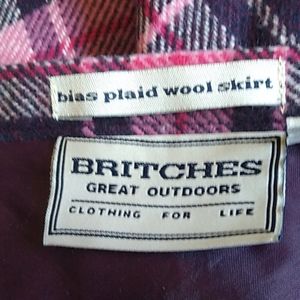 bias plaid wool skirt
BRITCHES
GREAT OUTDOORS
CLOTHING FOR LIFE